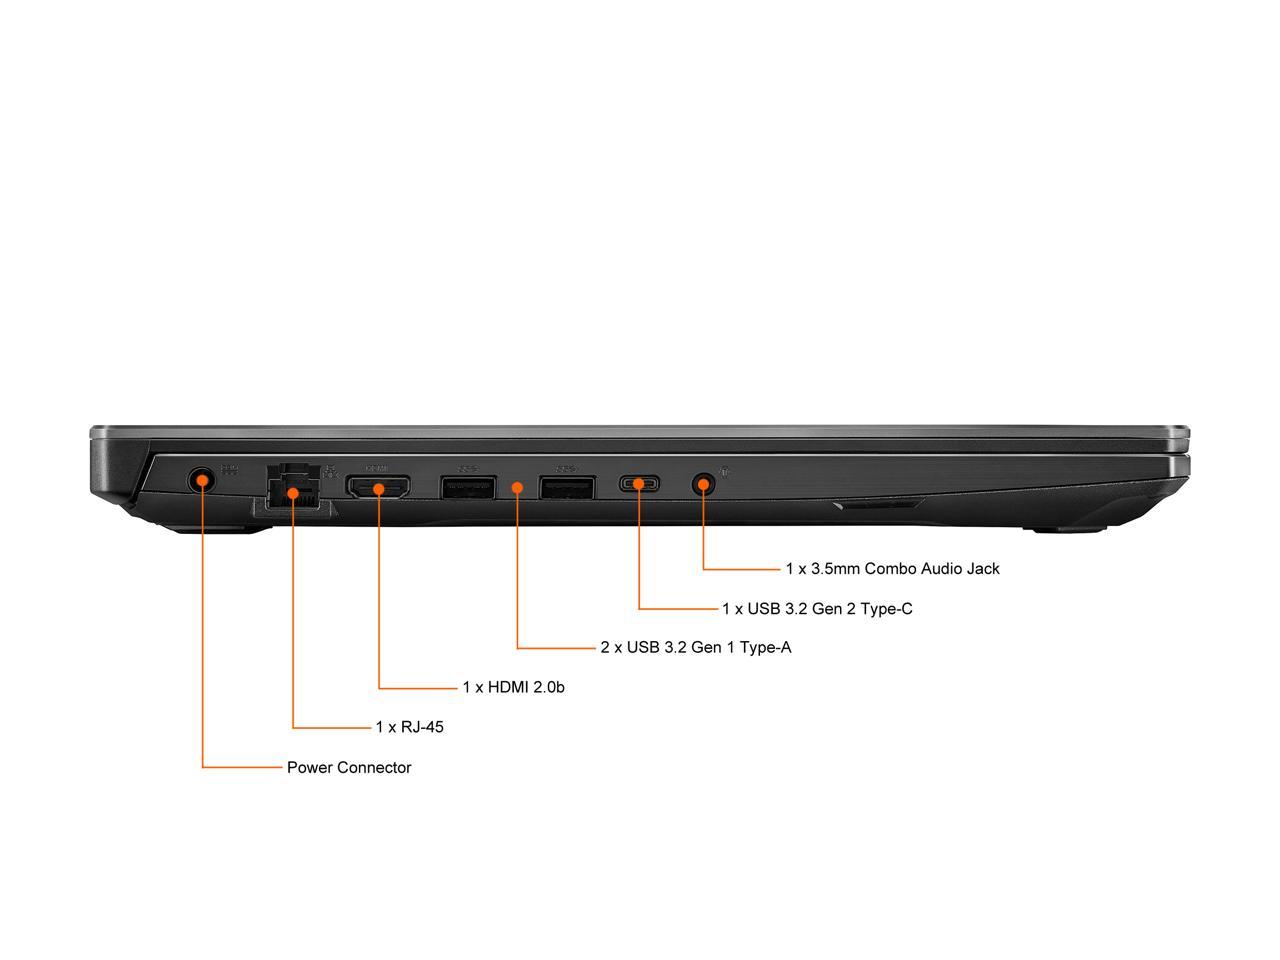 HDMI
1 x 3.5mm Combo Audio Jack
1 x USB 3.2 Gen 2 Type-C
2 x USB 3.2 Gen 1 Type-A
1 x HDMI 2.0b
1 x RJ-45
Power Connector